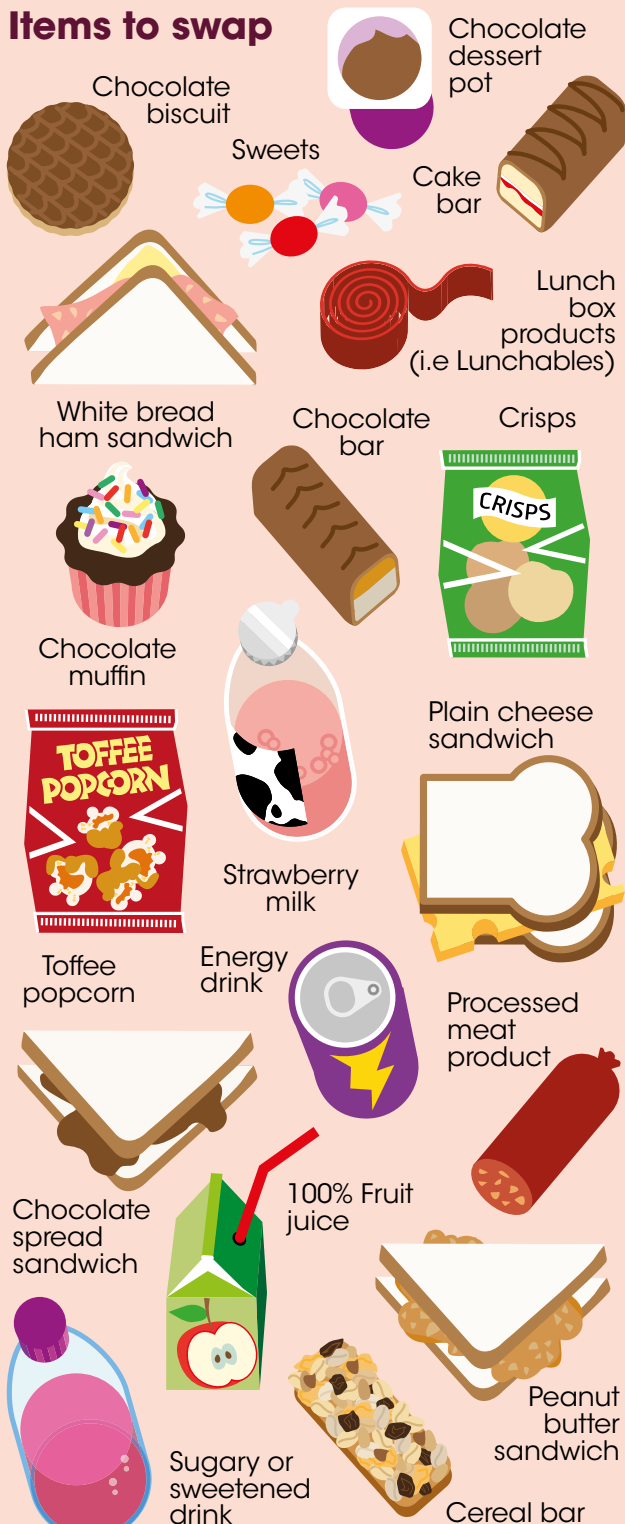 Items to swap
Chocolate
dessert
pot
Chocolate
biscuit
Sweets
Cake
bar
Lunch
box
products
(i.e Lunchables)
White bread
ham sandwich
Chocolate
bar
Crisps
CRISPS
Chocolate
muffin
Plain cheese
sandwich
TOFFEE
POPCORN
Strawberry
milk
Toffee
popcorn
Energy
drink
Processed
meat
product
Chocolate
spread
sandwich
100% Fruit
juice
Peanut
butter
sandwich
Sugary or
sweetened
drink
Cereal bar